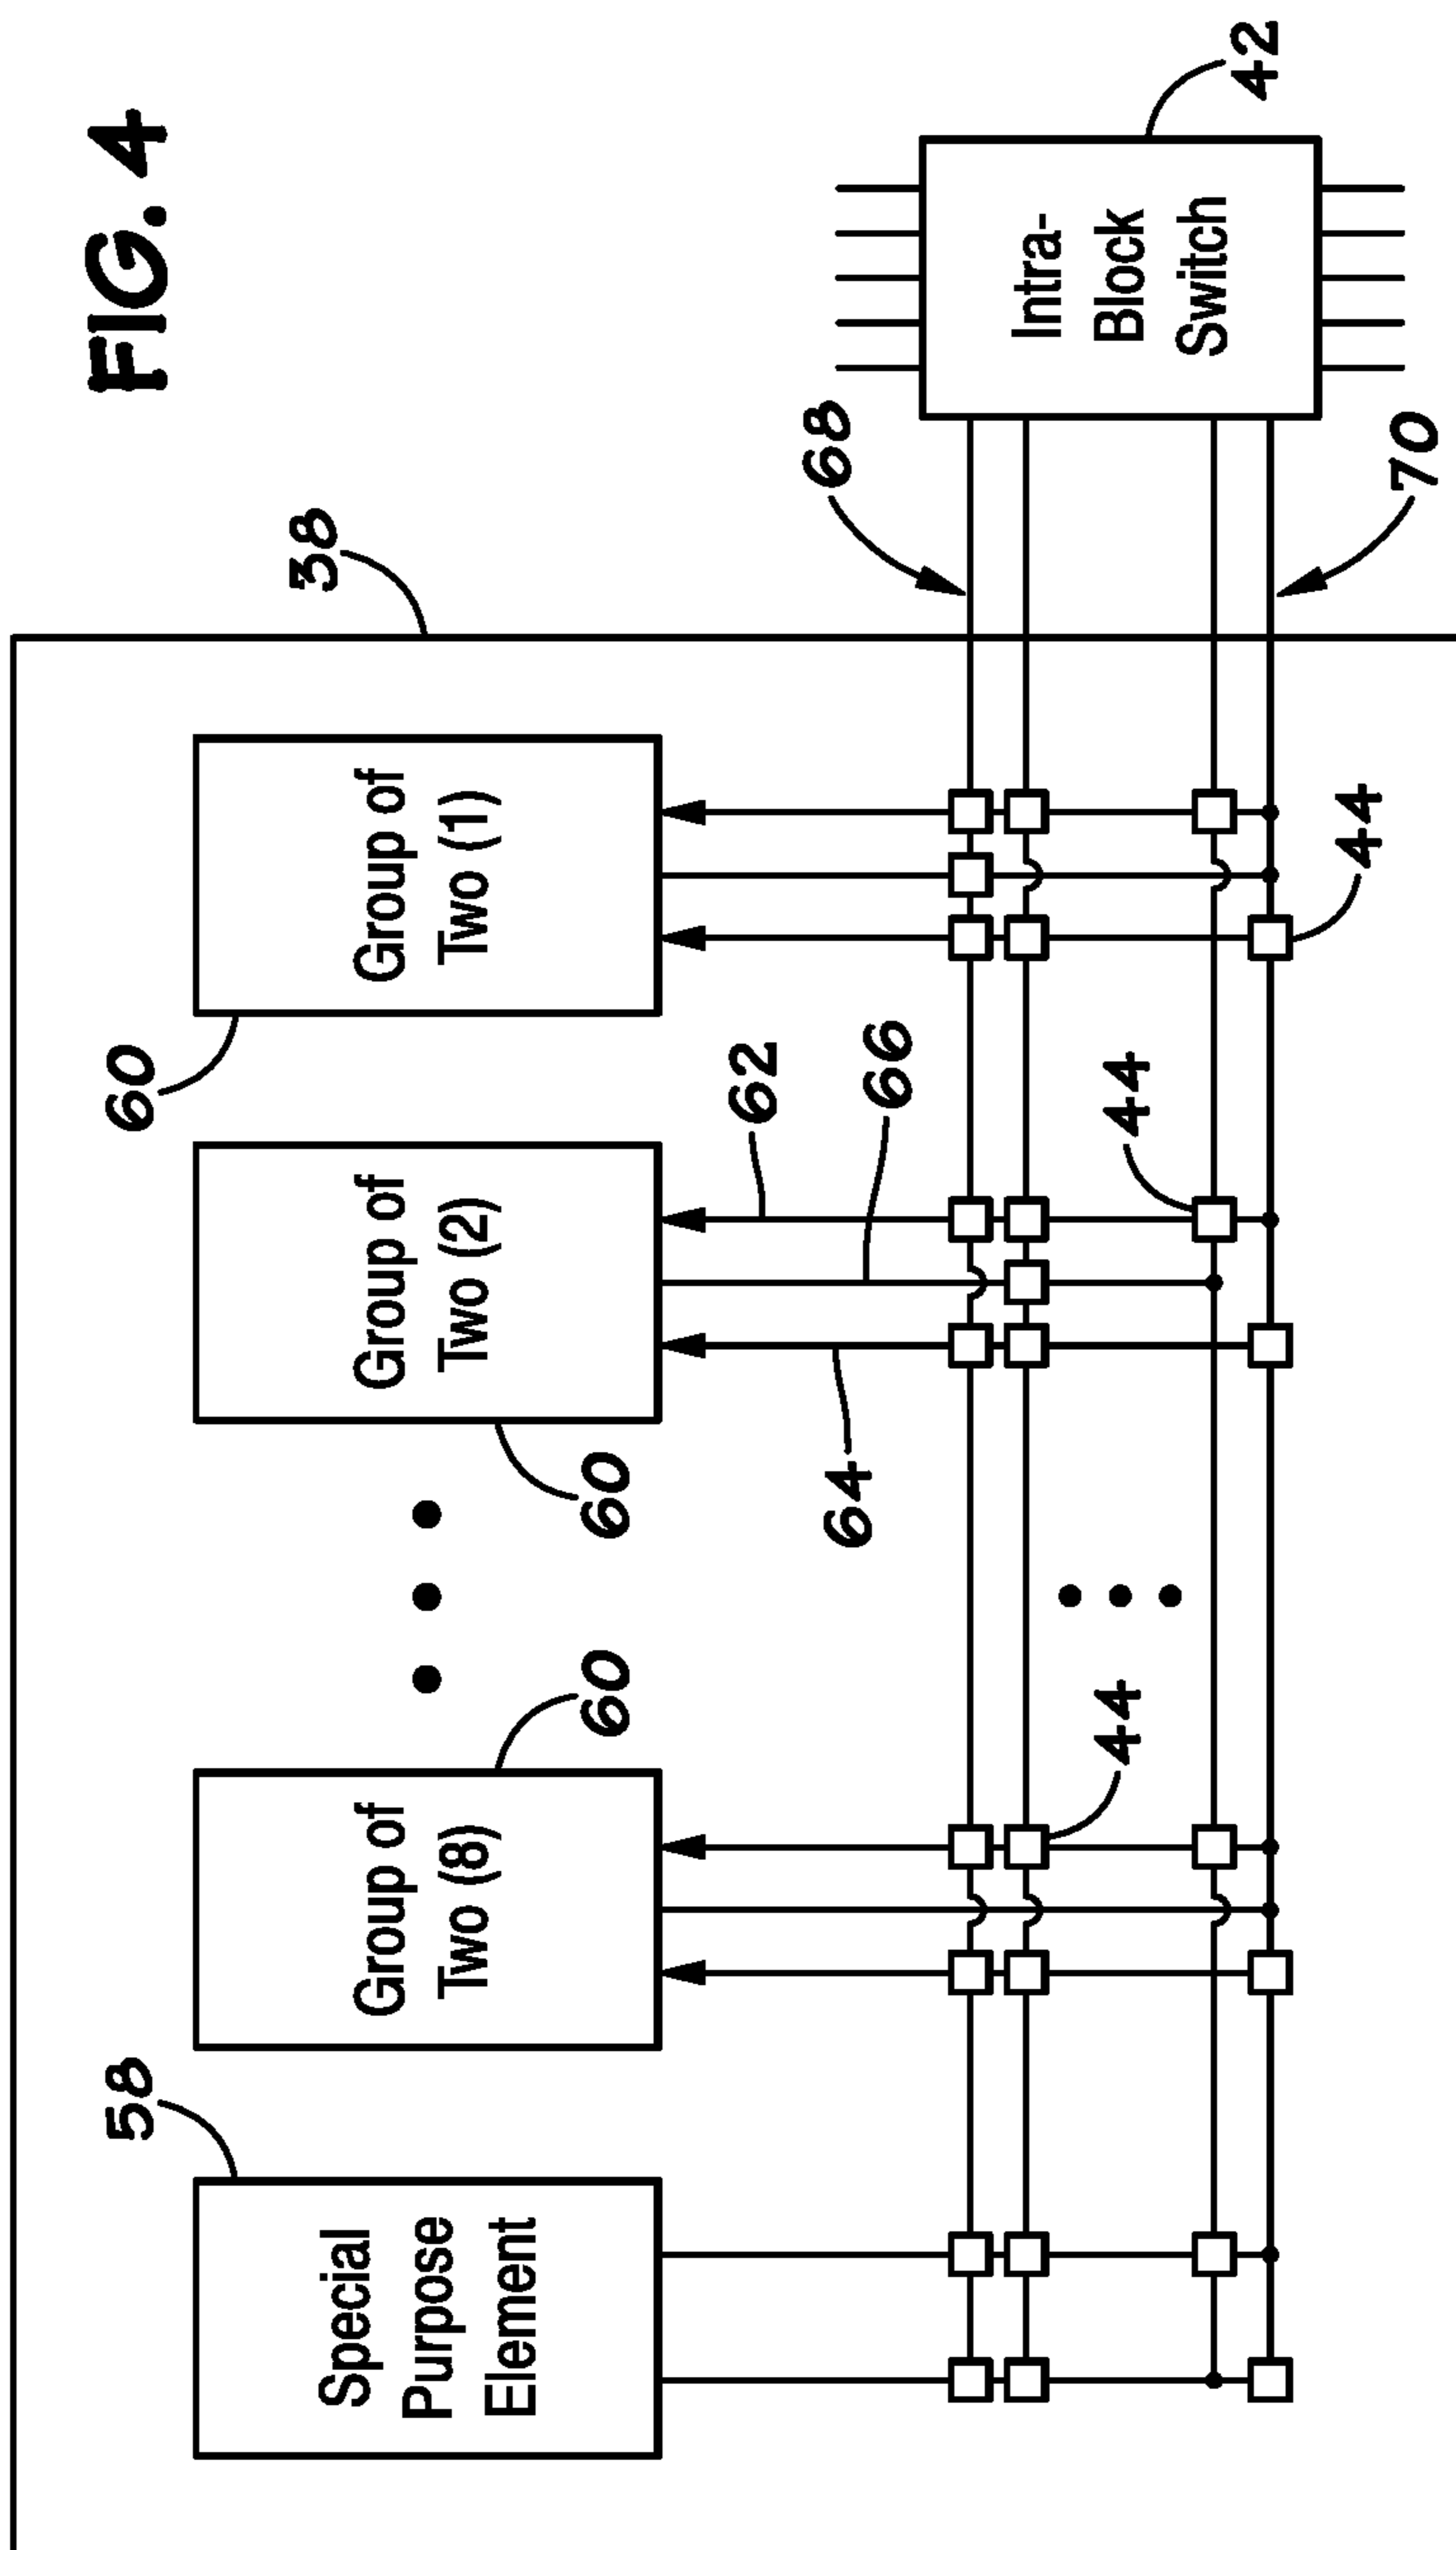 FIG. 4
38
58
60
60
60
Special
Purpose
Element
Group of
Two (8)
Group of
Two (2)
Group of
Two (1)
62
66
64
68
44
44
44
70
Intra-
Block
Switch
42